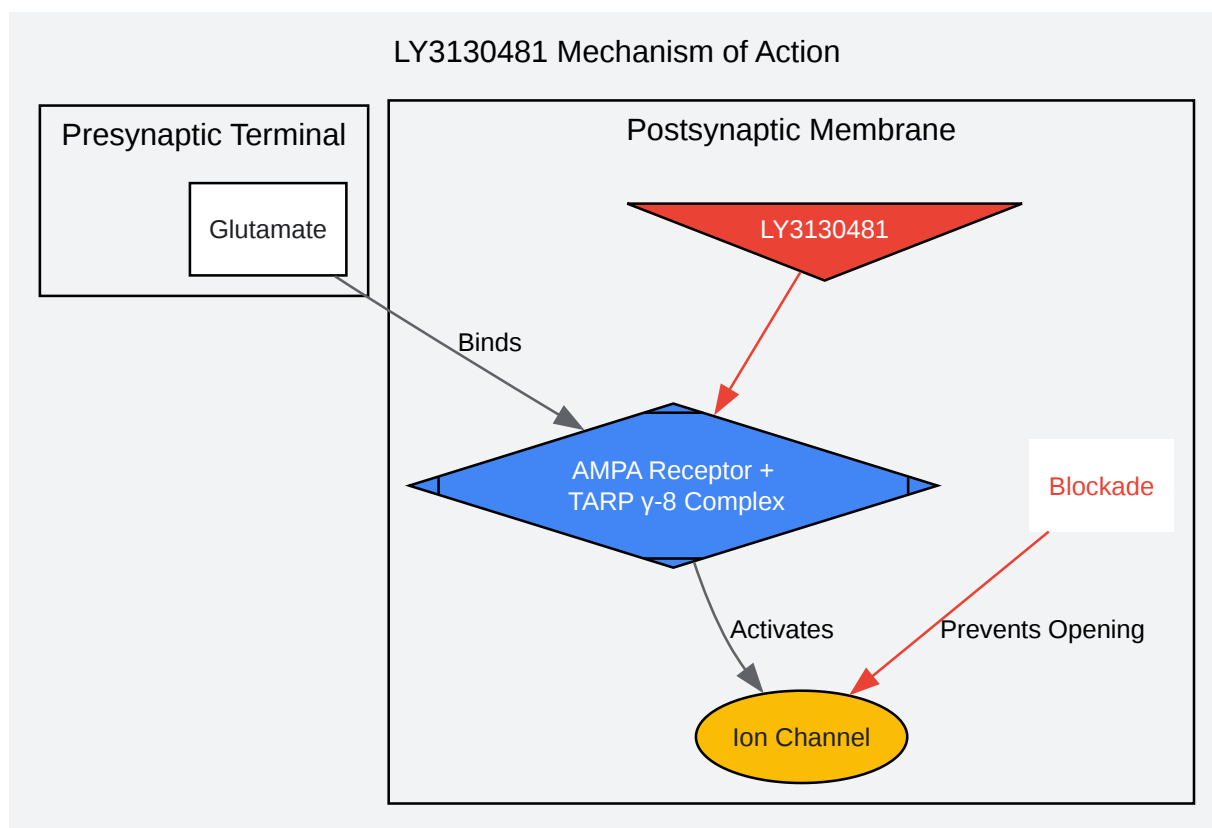 LY3130481 Mechanism of Action
Presynaptic Terminal
Postsynaptic Membrane
Glutamate
LY3130481
Binds
AMPA Receptor +
TARP γ-8 Complex
Blockade
Activates
Prevents Opening
Ion Channel